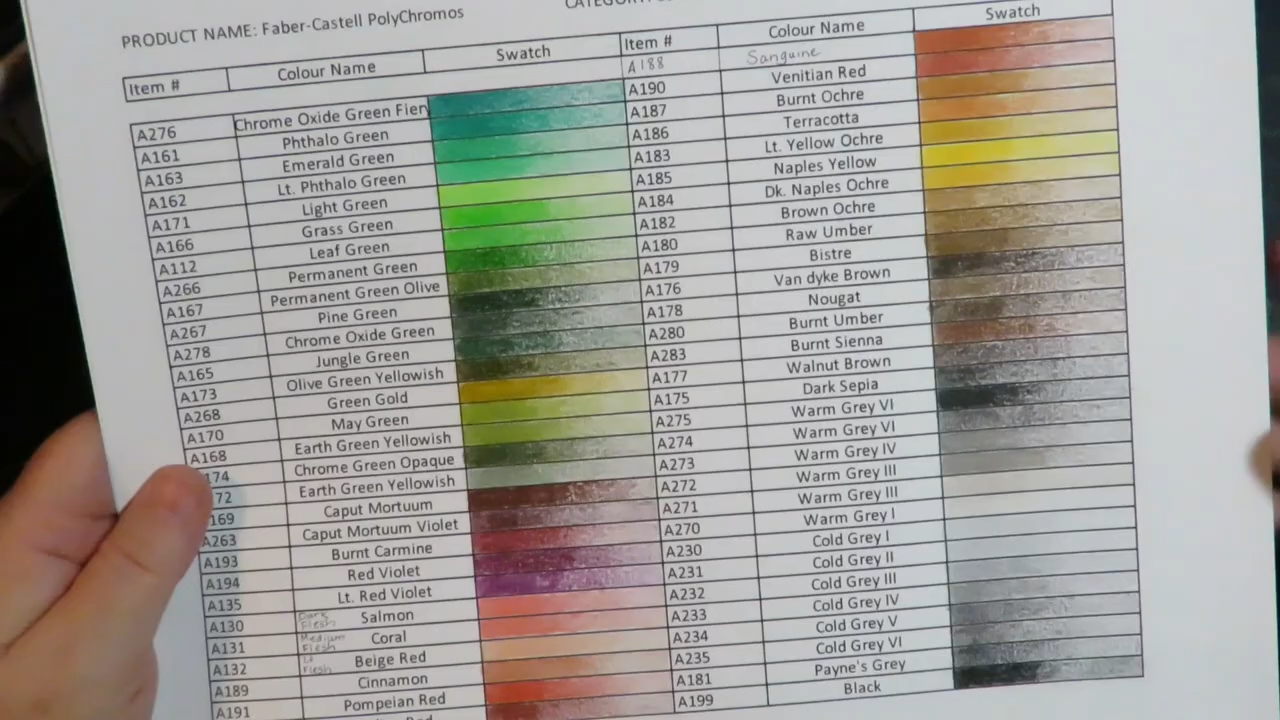 PRODUCT NAME: Faber-Castell PolyChromos
Item # Colour Name Swatch
A276 Chrome Oxide Green Fiery
A161 Phthalo Green
A163 Emerald Green
A162 Lt. Phthalo Green
A171 Light Green
A166 Grass Green
A112 Leaf Green
A266 Permanent Green
A167 Permanent Green Olive
A267 Pine Green
A278 Chrome Oxide Green
A165 Jungle Green
A173 Olive Green Yellowish
A268 Green Gold
A170 May Green
A168 Earth Green Yellowish
174 Chrome Green Opaque
72 Earth Green Yellowish
169 Caput Mortuum
A263 Caput Mortuum Violet
A193 Burnt Carmine
A194 Red Violet
A135 Lt. Red Violet
A130 Dark Flesh Salmon
A131 Medium Flesh Coral
A132 Lt Flesh Beige Red
A189 Cinnamon
A191 Pompeian Red
Item # Colour Name Swatch
A188 Sanguine
A190 Venitian Red
A187 Burnt Ochre
A186 Terracotta
A183 Lt. Yellow Ochre
A185 Naples Yellow
A184 Dk. Naples Ochre
A182 Brown Ochre
A180 Raw Umber
A179 Bistre
A176 Van dyke Brown
A178 Nougat
A280 Burnt Umber
A283 Burnt Sienna
A177 Walnut Brown
A175 Dark Sepia
A275 Warm Grey VI
A274 Warm Grey VI
A273 Warm Grey IV
A272 Warm Grey III
A271 Warm Grey III
A270 Warm Grey I
A230 Cold Grey I
A231 Cold Grey II
A232 Cold Grey III
A233 Cold Grey IV
A234 Cold Grey V
A235 Cold Grey VI
A181 Payne's Grey
A199 Black